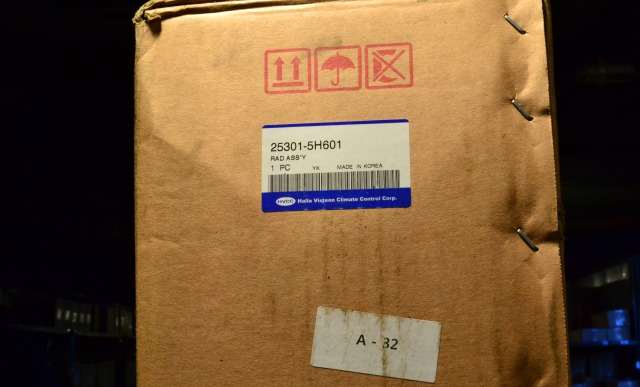 25301-5H601
RAD ASS'Y
1 PC YK MADE IN KOREA
HVCC Halla Visteon Climate Control Corp.
A - 32